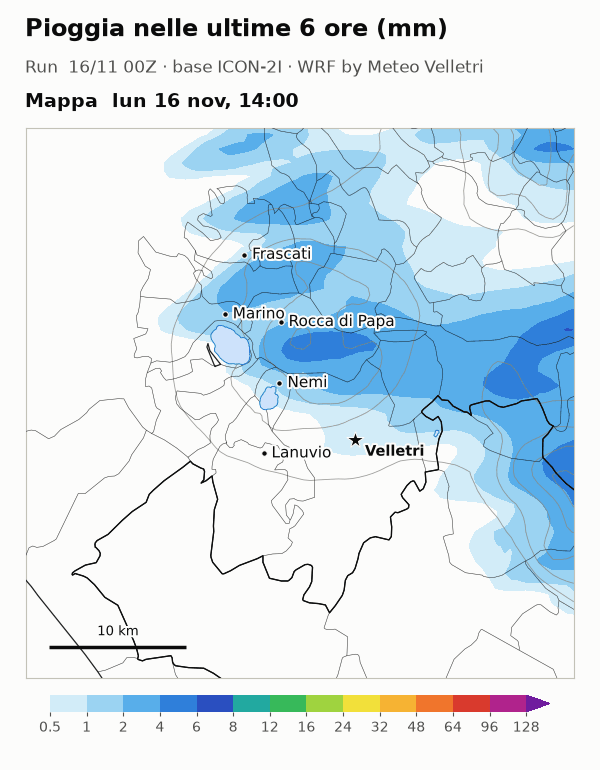 Pioggia nelle ultime 6 ore (mm)
Run  16/11 00Z · base ICON-2I · WRF by Meteo Velletri
Mappa  lun 16 nov, 14:00
Frascati
Marino
Rocca di Papa
Nemi
Velletri
Lanuvio
10 km
0.5 1 2 4 6 8 12 16 24 32 48 64 96 128